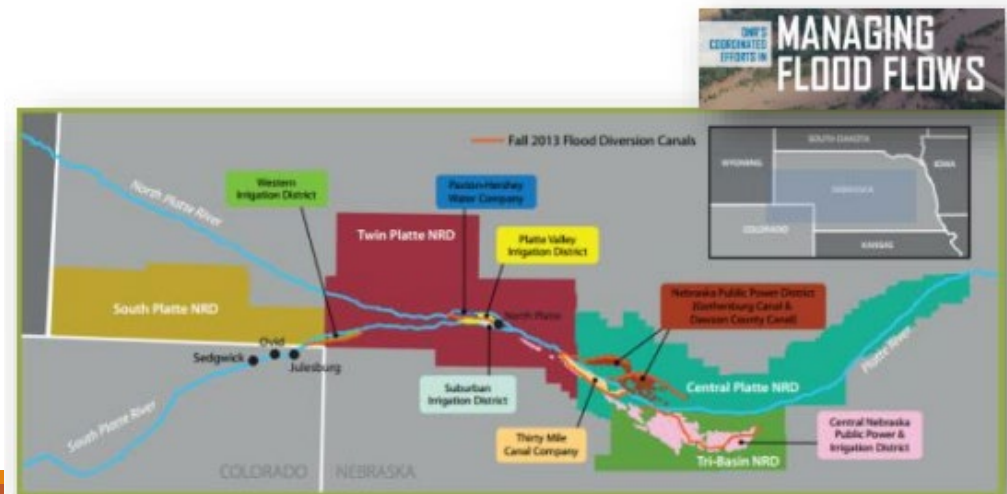 DNR'S
COORDINATED
EFFORTS IN
MANAGING
FLOOD FLOWS
Fall 2013 Flood Diversion Canals
SOUTH DAKOTA
WYOMING
IOWA
NEBRASKA
COLORADO
KANSAS
North Platte River
Western
Irrigation District
Paxton-Hershey
Water Company
Twin Platte NRD
Platte Valley
Irrigation District
South Platte NRD
Nebraska Public Power District
(Gothenburg Canal &
Dawson County Canal)
North Platte
Ovid
Sedgwick
Julesburg
Platte River
Central Platte NRD
Suburban
Irrigation District
South Platte River
Thirty Mile
Canal Company
Central Nebraska
Public Power &
Irrigation District
Tri-Basin NRD
COLORADO
NEBRASKA